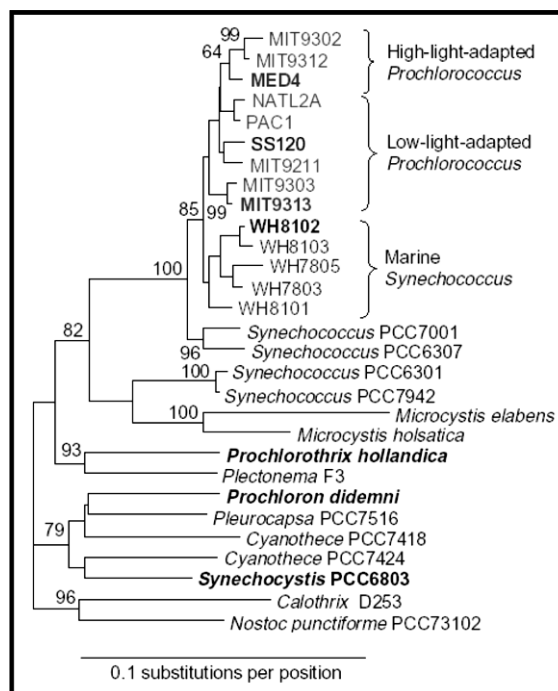 99
MIT9302
64
MIT9312
High-light-adapted
Prochlorococcus
MED4
NATL2A
PAC1
SS120
Low-light-adapted
Prochlorococcus
MIT9211
MIT9303
85
99
MIT9313
WH8102
WH8103
Marine
Synechococcus
WH7805
100
WH7803
WH8101
82
Synechococcus PCC7001
96
Synechococcus PCC6307
100
Synechococcus PCC6301
Synechococcus PCC7942
100
Microcystis elabens
Microcystis holsatica
93
Prochlorothrix hollandica
Plectonema F3
Prochloron didemni
79
Pleurocapsa PCC7516
Cyanothece PCC7418
Cyanothece PCC7424
Synechocystis PCC6803
96
Calothrix D253
Nostoc punctiforme PCC73102
0.1 substitutions per position